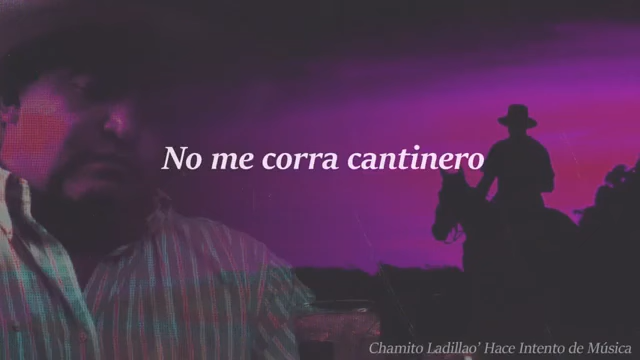 No me corra cantinero
Chamito Ladillao' Hace Intento de Música